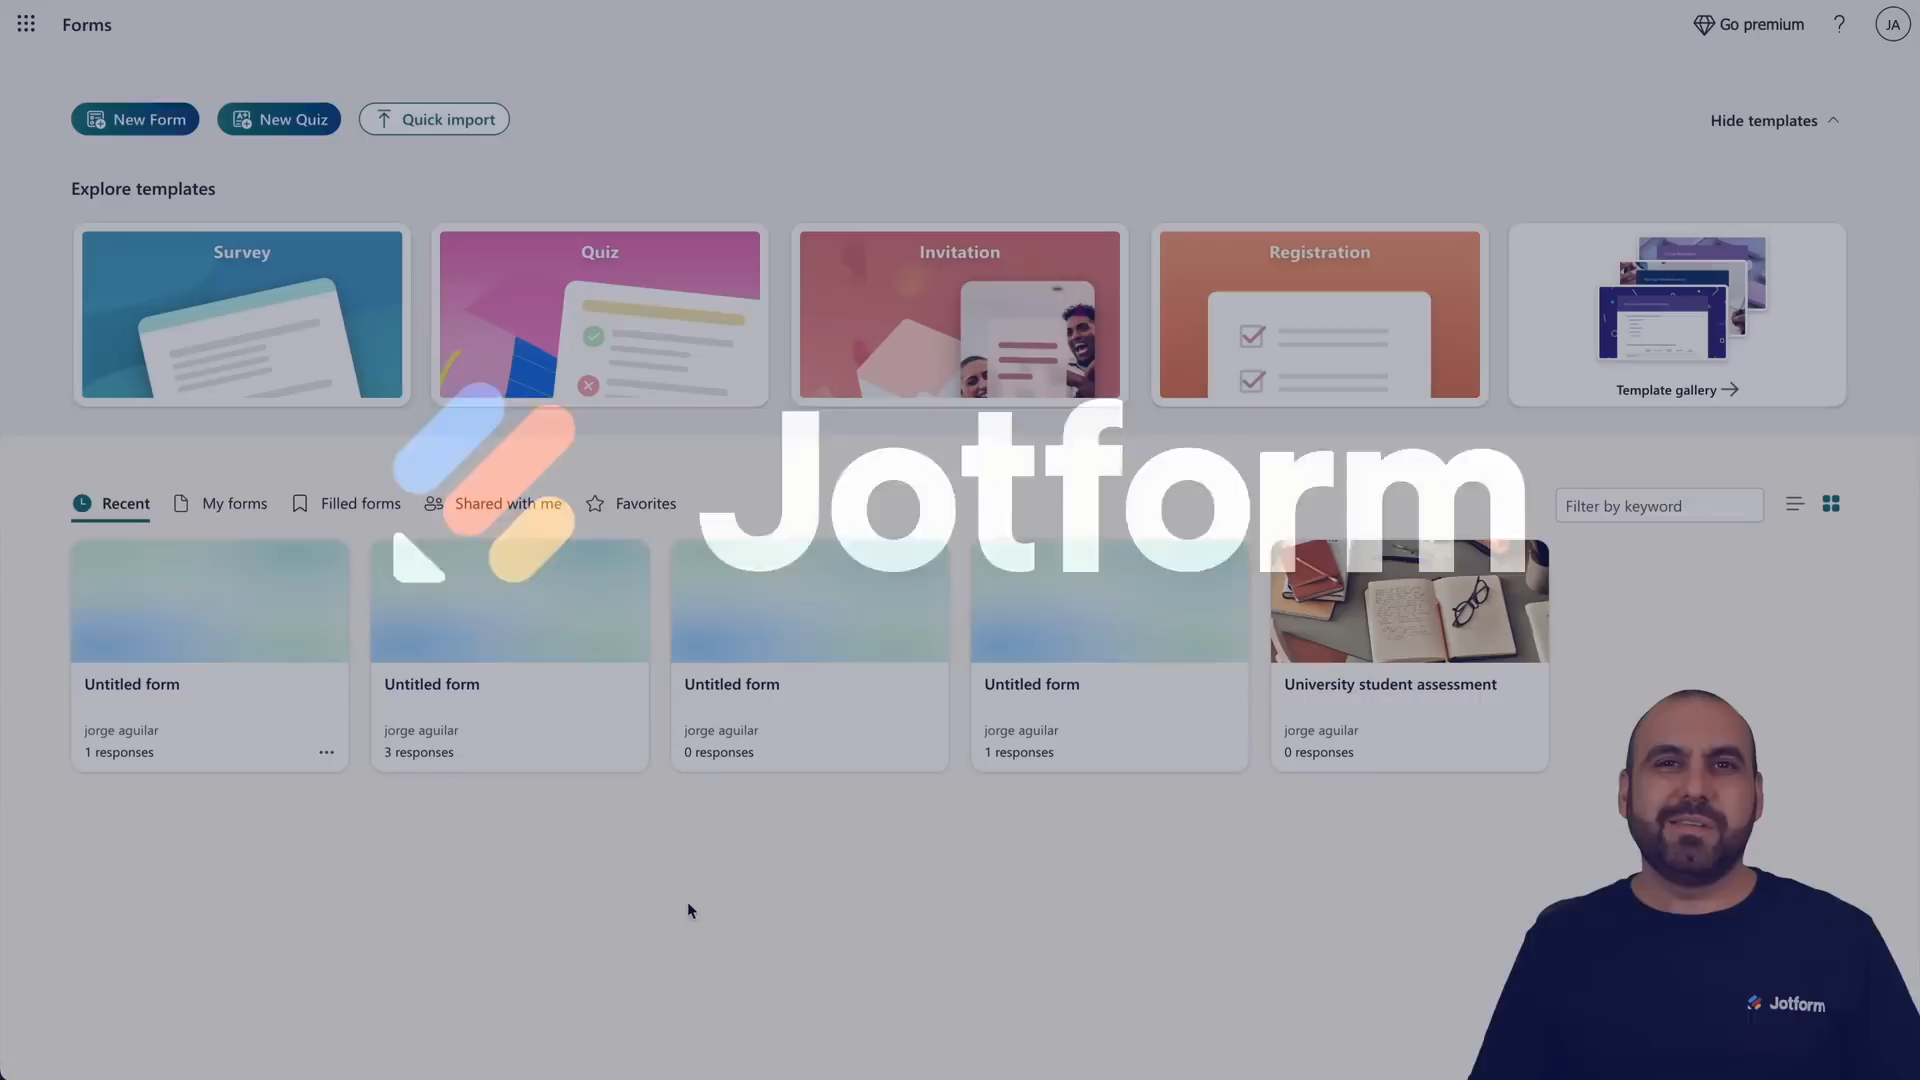 Forms
Go premium
?
JA
New Form
New Quiz
Quick import
Hide templates
Explore templates
Survey
Quiz
Invitation
Registration
Template gallery
Jotform
Recent
My forms
Filled forms
Shared with me
Favorites
Filter by keyword
Untitled form
jorge aguilar
1 responses
Untitled form
jorge aguilar
3 responses
Untitled form
jorge aguilar
0 responses
Untitled form
jorge aguilar
1 responses
University student assessment
jorge aguilar
0 responses
Jotform